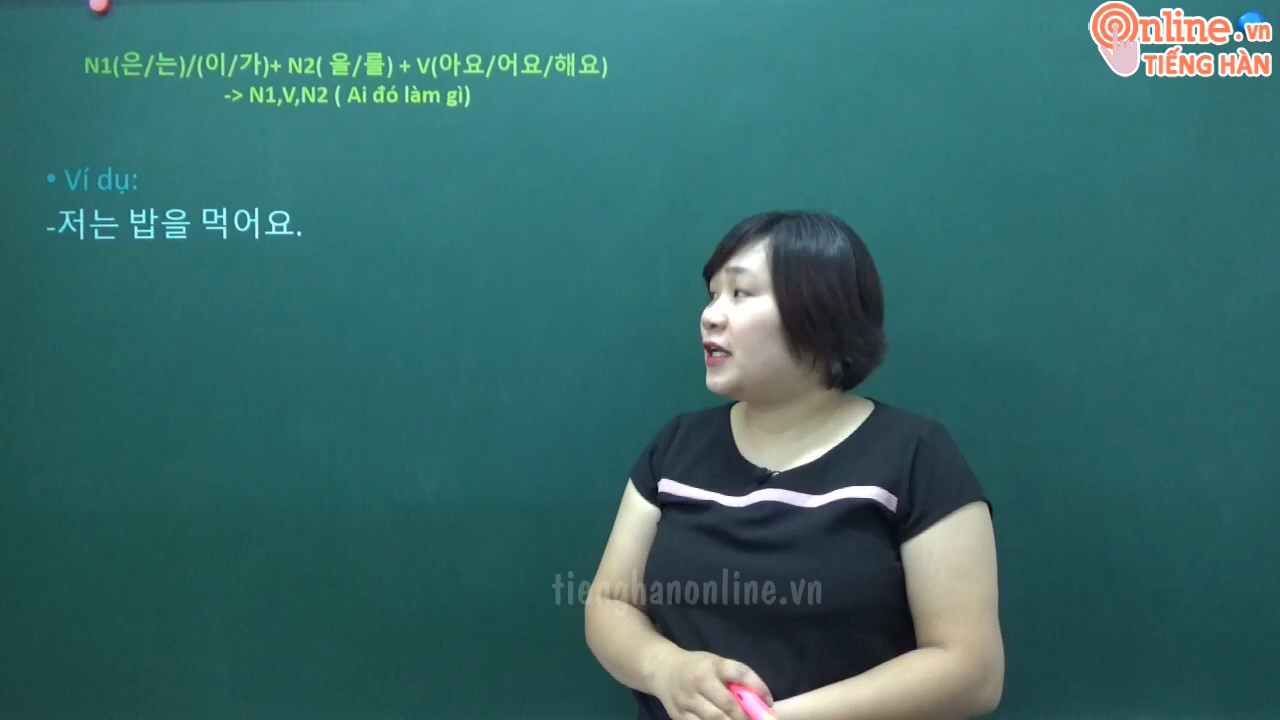 Online.vn
TIẾNG HÀN
N1(은/는)/(이/가)+ N2( 을/를) + V(아요/어요/해요)
-> N1,V,N2 ( Ai đó làm gì)
• Ví dụ:
-저는 밥을 먹어요.
tienghanonline.vn